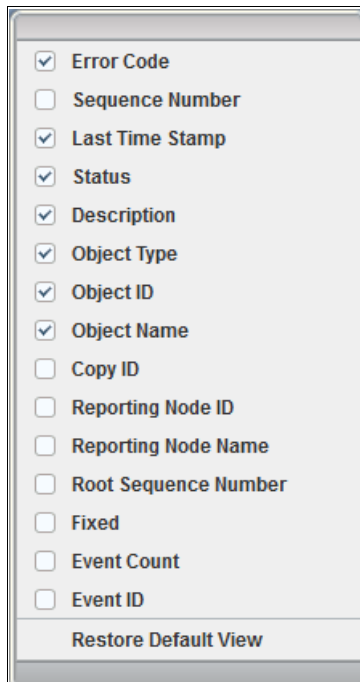 Error Code
Sequence Number
Last Time Stamp
Status
Description
Object Type
Object ID
Object Name
Copy ID
Reporting Node ID
Reporting Node Name
Root Sequence Number
Fixed
Event Count
Event ID
Restore Default View